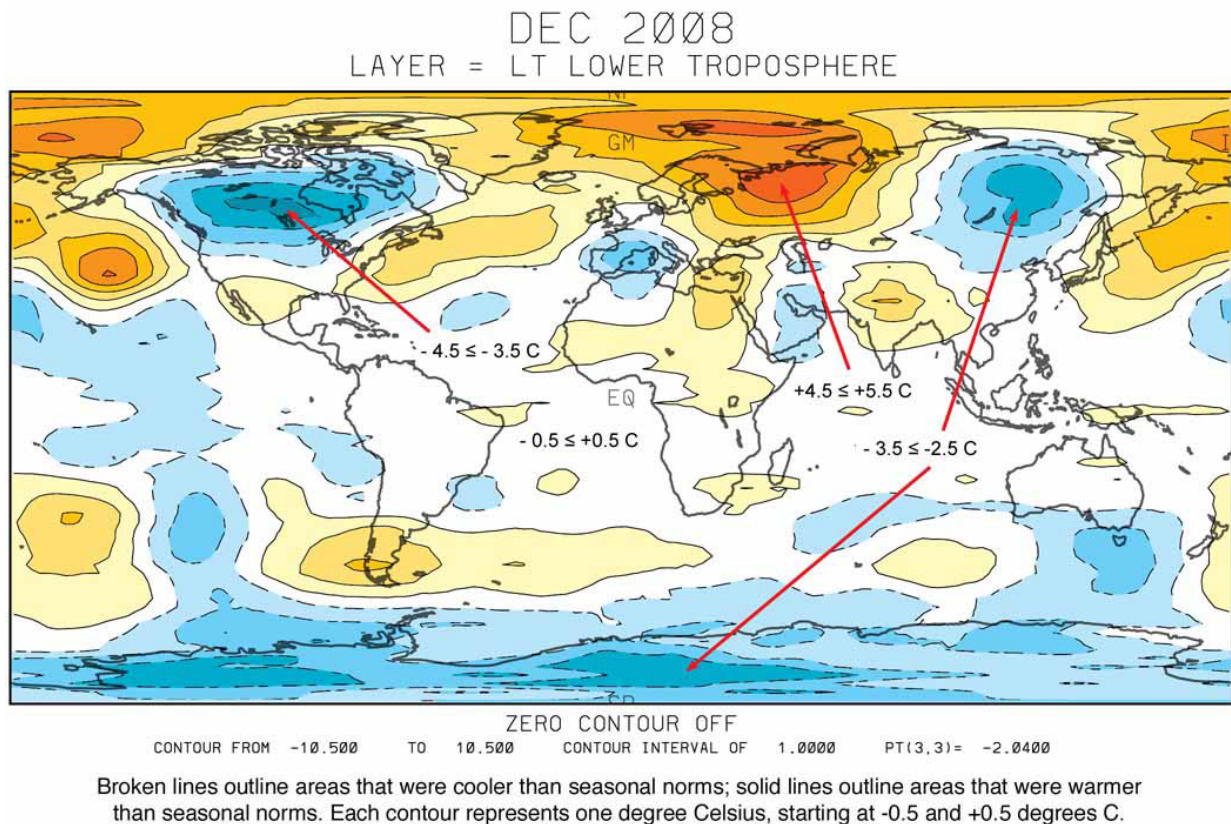 DEC 2008
LAYER = LT LOWER TROPOSPHERE
GM
- 4.5 ≤ - 3.5 C
+4.5 ≤ +5.5 C
EQ
- 0.5 ≤ +0.5 C
- 3.5 ≤ -2.5 C
ZERO CONTOUR OFF
CONTOUR FROM -10.500 TO 10.500 CONTOUR INTERVAL OF 1.0000 PT(3,3)= -2.0400
Broken lines outline areas that were cooler than seasonal norms; solid lines outline areas that were warmer
than seasonal norms. Each contour represents one degree Celsius, starting at -0.5 and +0.5 degrees C.